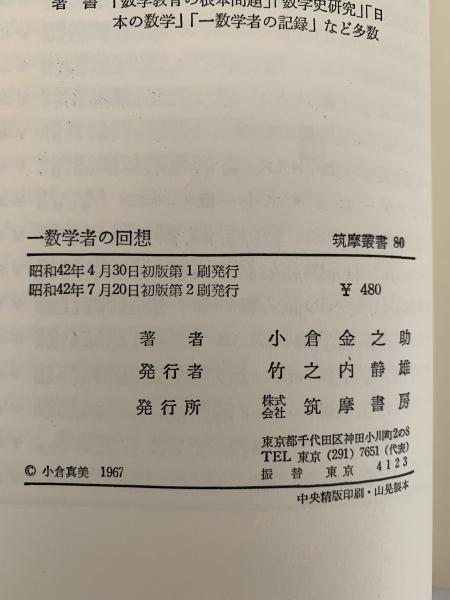 著書「数学教育の根本問題」「数学史研究」「日
本の数学」「一数学者の記録」など多数
一数学者の回想 筑摩叢書 80
昭和42年4月30日初版第1刷発行
昭和42年7月20日初版第2刷発行 ¥ 480
著者 小倉金之助
発行者 竹之内静雄
発行所 株式会社 筑摩書房
東京都千代田区神田小川町2の8
TEL 東京 (291) 7651 (代表)
振替 東京 4123
© 小倉真美 1967
中央精版印刷・山晃製本